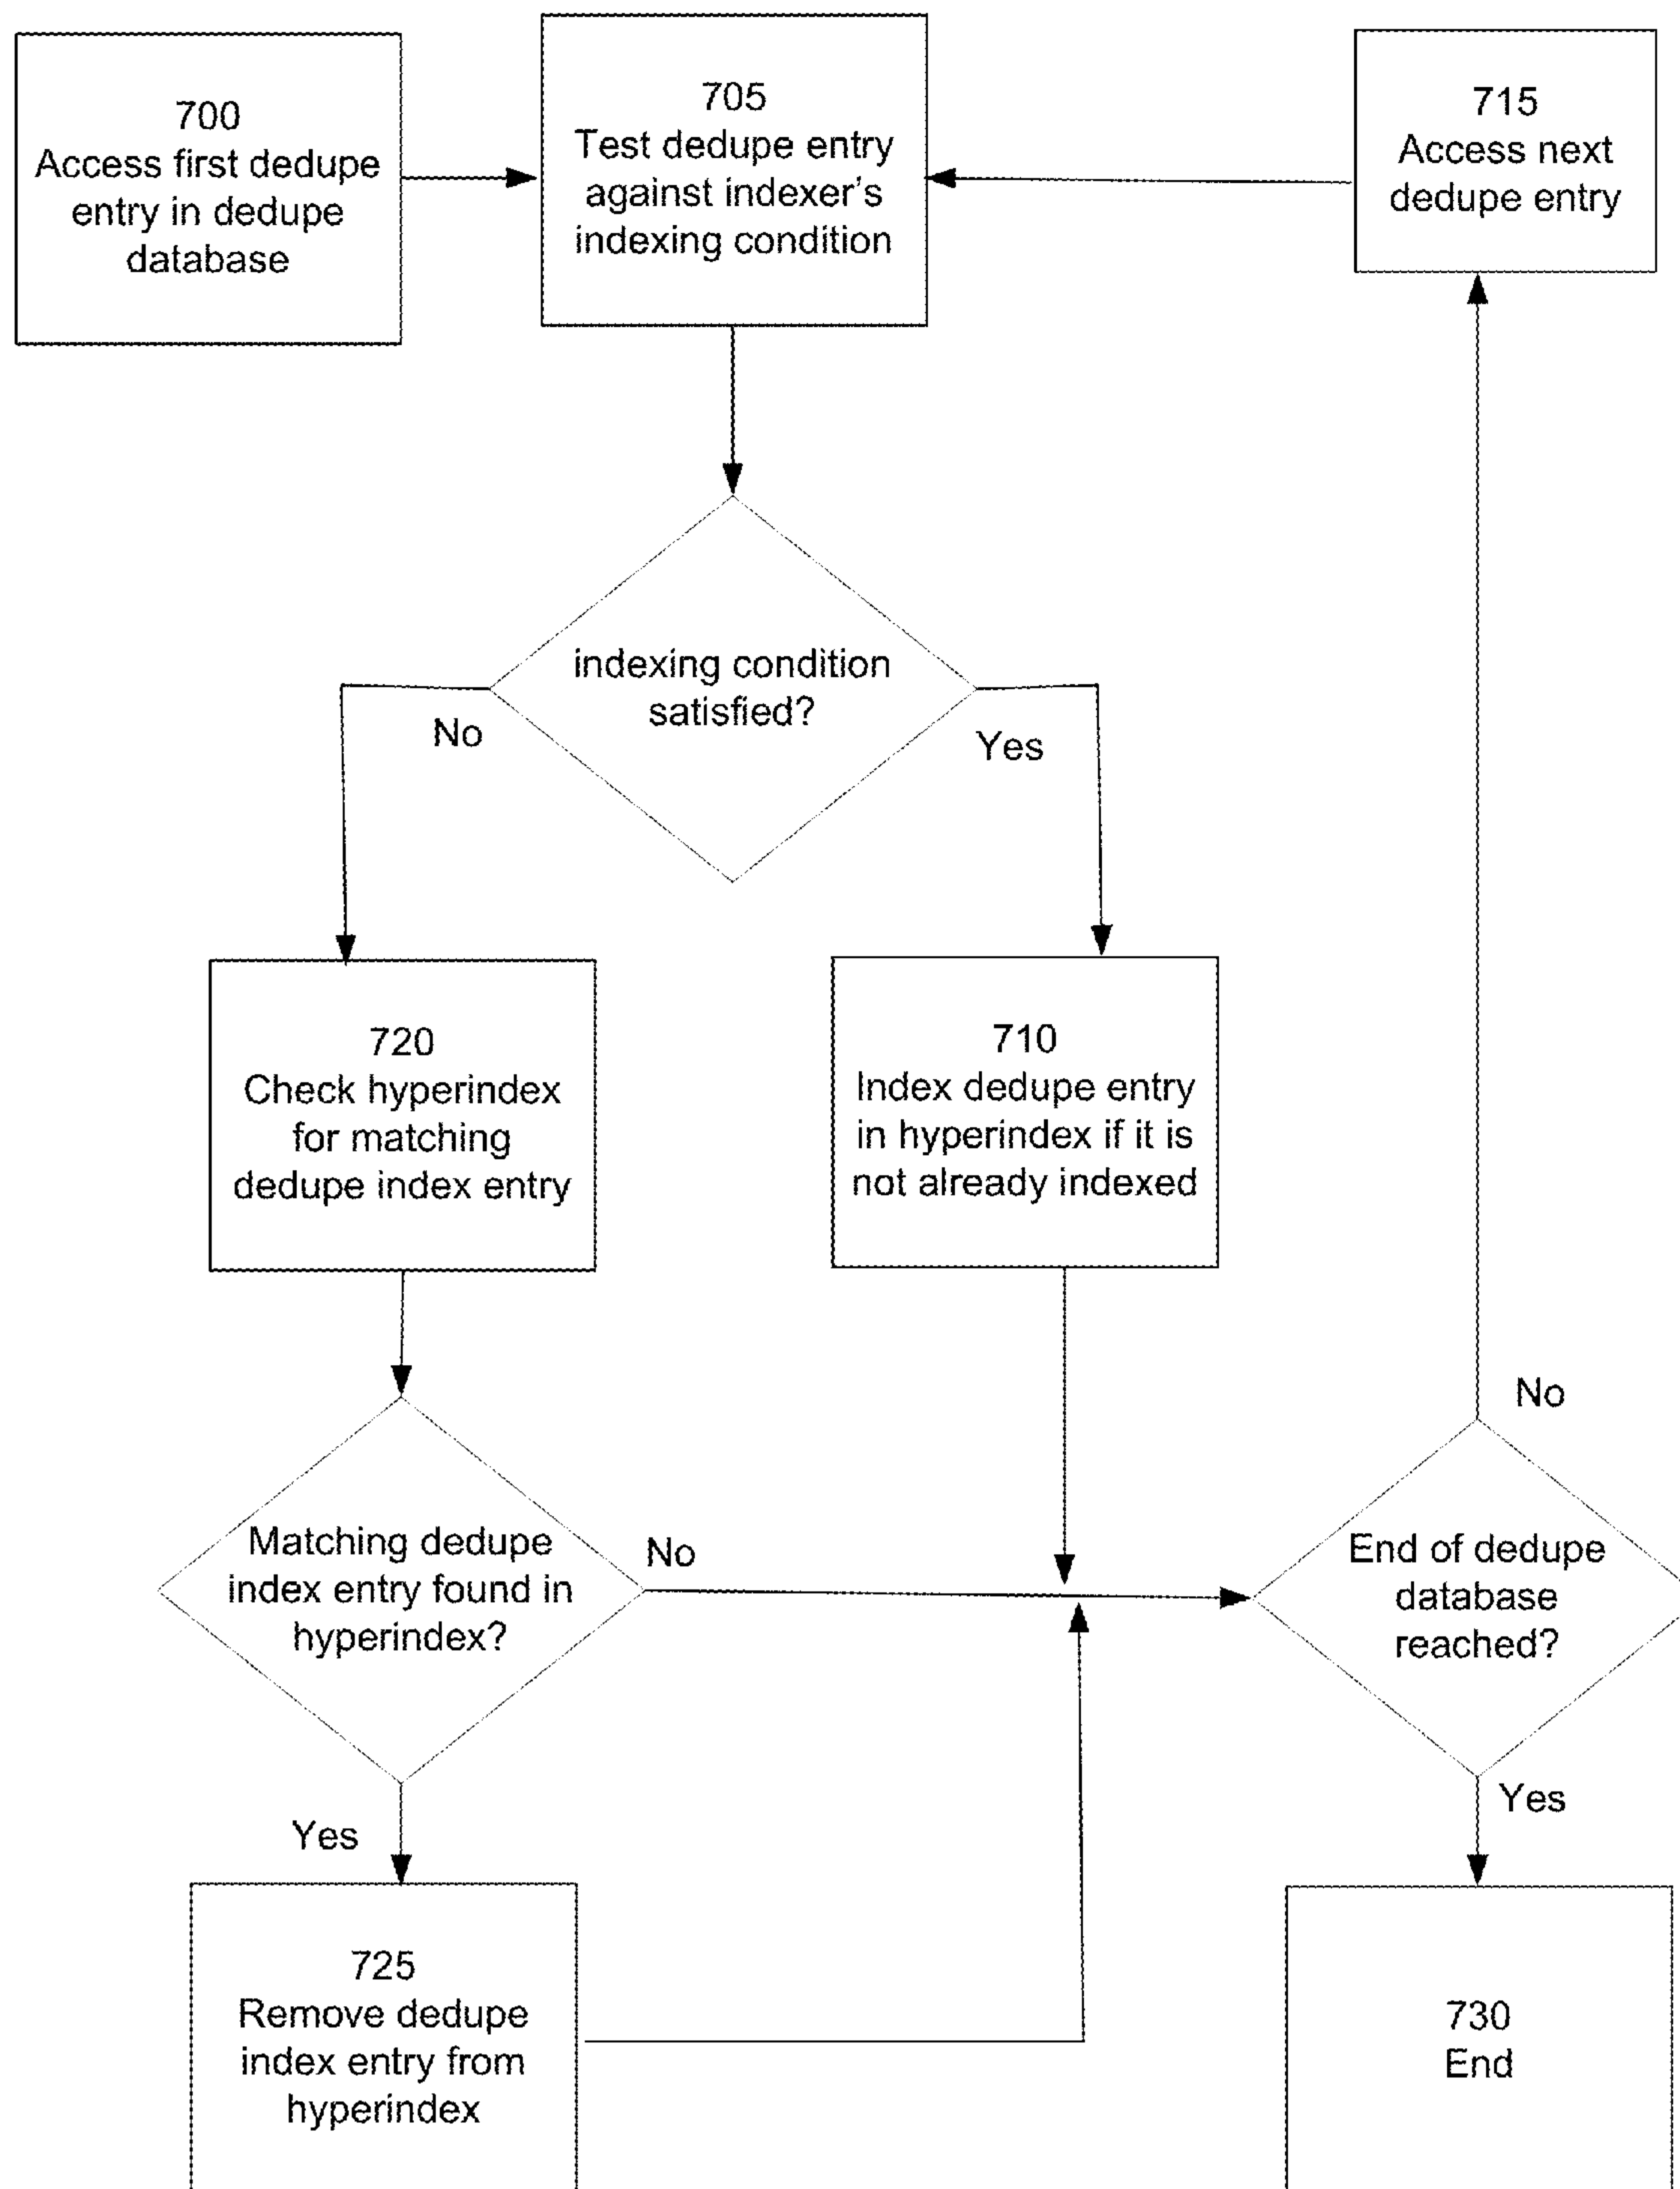 700
Access first dedupe
entry in dedupe
database
705
Test dedupe entry
against indexer's
indexing condition
715
Access next
dedupe entry
indexing condition
satisfied?
No
Yes
720
Check hyperindex
for matching
dedupe index entry
710
Index dedupe entry
in hyperindex if it is
not already indexed
No
Matching dedupe
index entry found in
hyperindex?
No
End of dedupe
database
reached?
Yes
Yes
725
Remove dedupe
index entry from
hyperindex
730
End